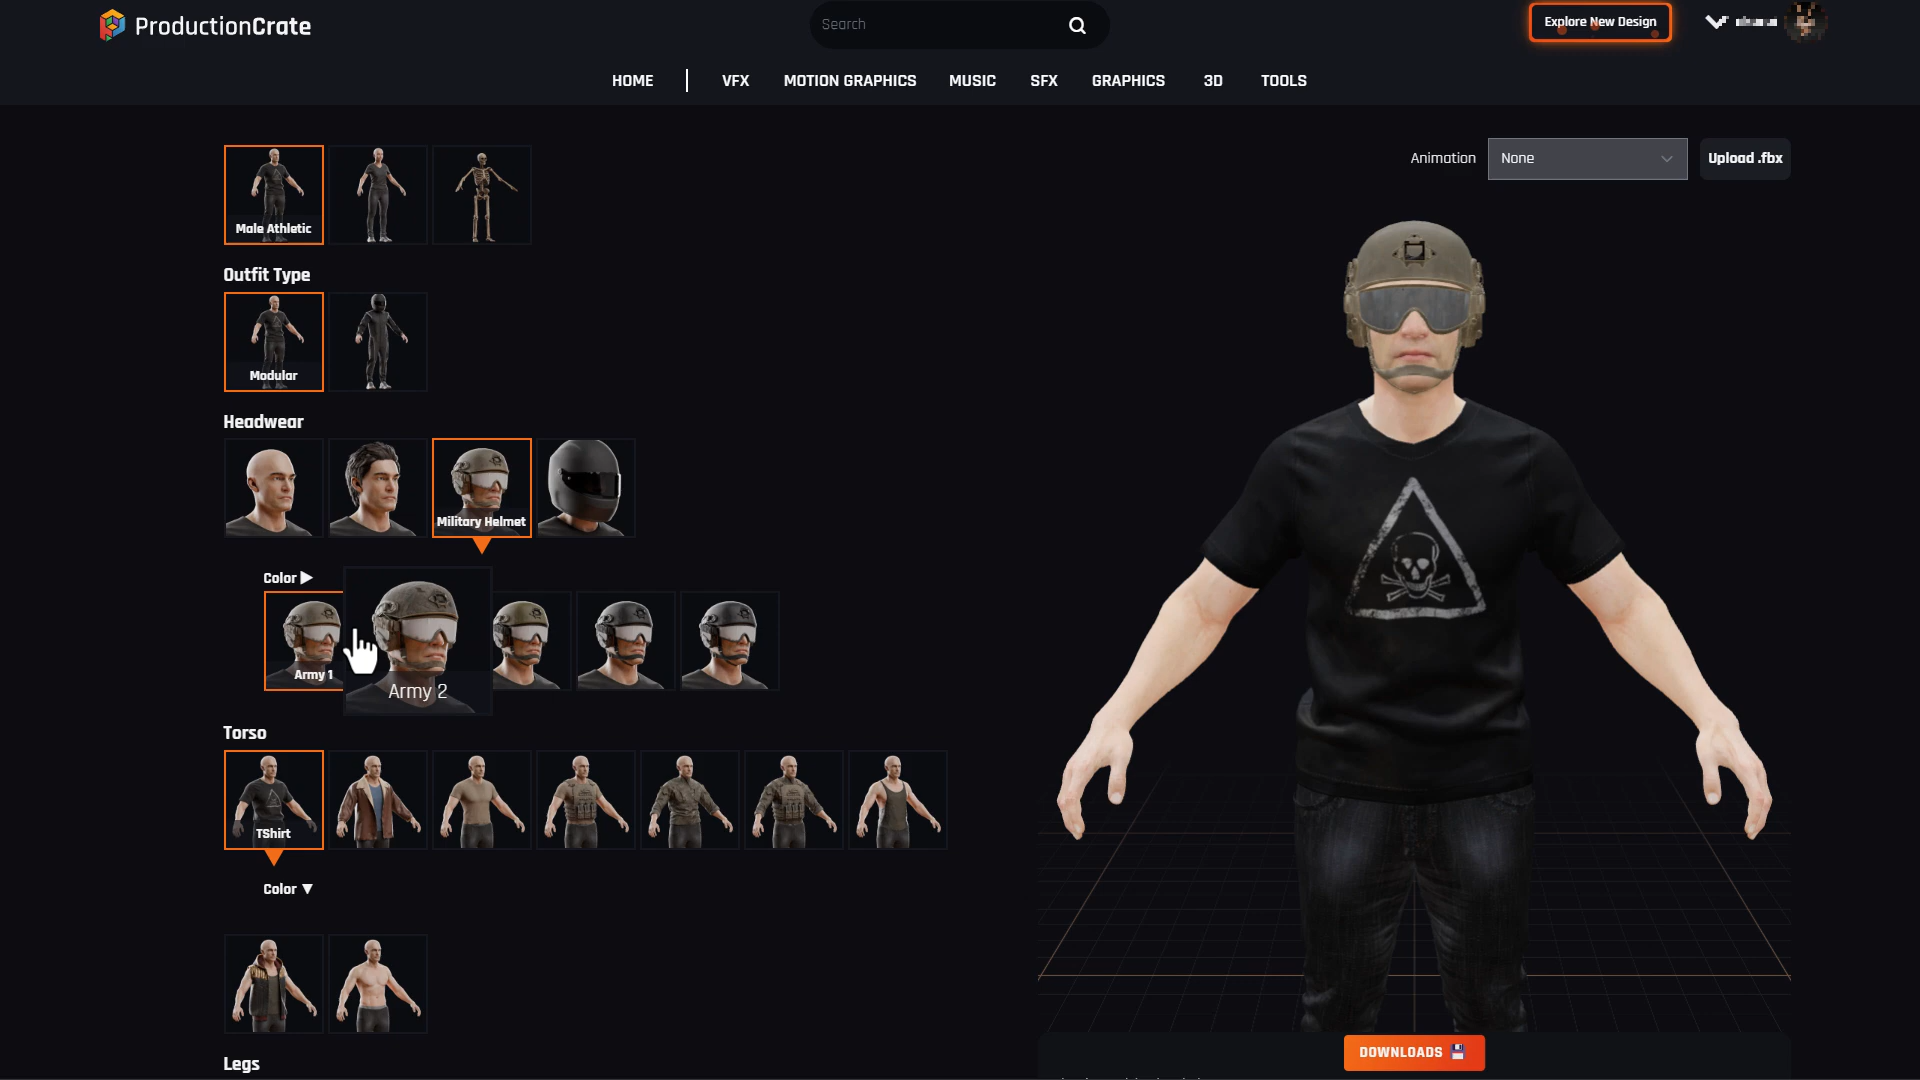 ProductionCrate
Search
Explore New Design
HOME
VFX
MOTION GRAPHICS
MUSIC
SFX
GRAPHICS
3D
TOOLS
Animation
None
Upload .fbx
Male Athletic
Outfit Type
Modular
Headwear
Military Helmet
Color ▶
Army 1
Army 2
Torso
TShirt
Color ▼
Legs
DOWNLOADS